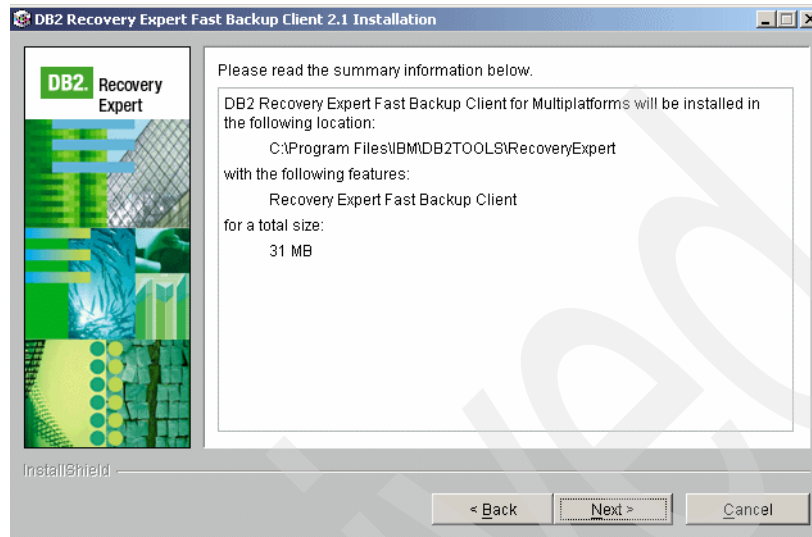 DB2 Recovery Expert Fast Backup Client 2.1 Installation
DB2. Recovery
Expert
Please read the summary information below.
DB2 Recovery Expert Fast Backup Client for Multiplatforms will be installed in
the following location:
C:\Program Files\IBM\DB2TOOLS\RecoveryExpert
with the following features:
Recovery Expert Fast Backup Client
for a total size:
31 MB
InstallShield
< Back
Next >
Cancel